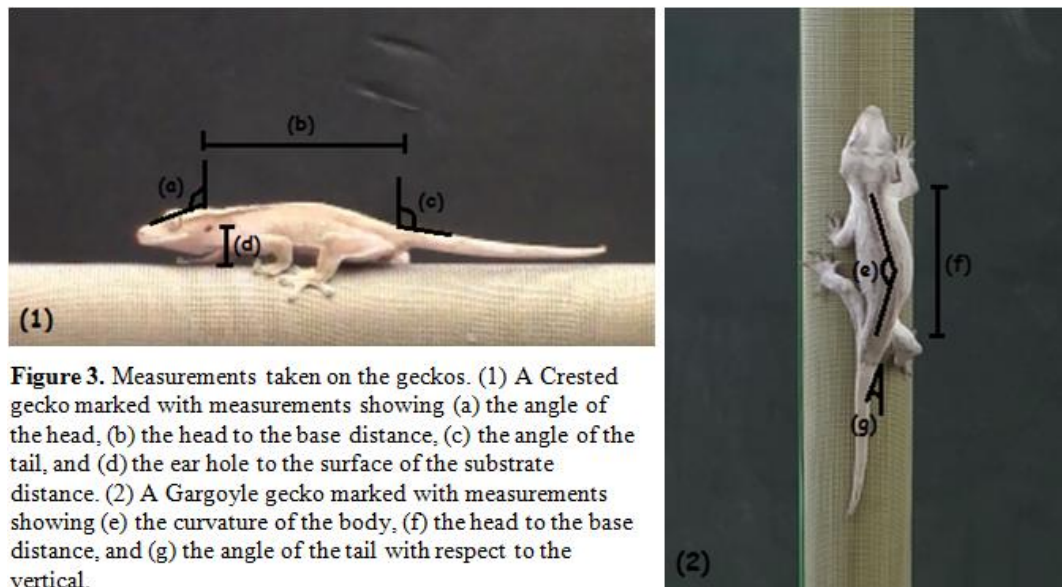 (b)
(a)
(c)
(d)
(1)
(e)
(f)
(g)
(2)
Figure 3. Measurements taken on the geckos. (1) A Crested
gecko marked with measurements showing (a) the angle of
the head, (b) the head to the base distance, (c) the angle of the
tail, and (d) the ear hole to the surface of the substrate
distance. (2) A Gargoyle gecko marked with measurements
showing (e) the curvature of the body, (f) the head to the base
distance, and (g) the angle of the tail with respect to the
vertical.